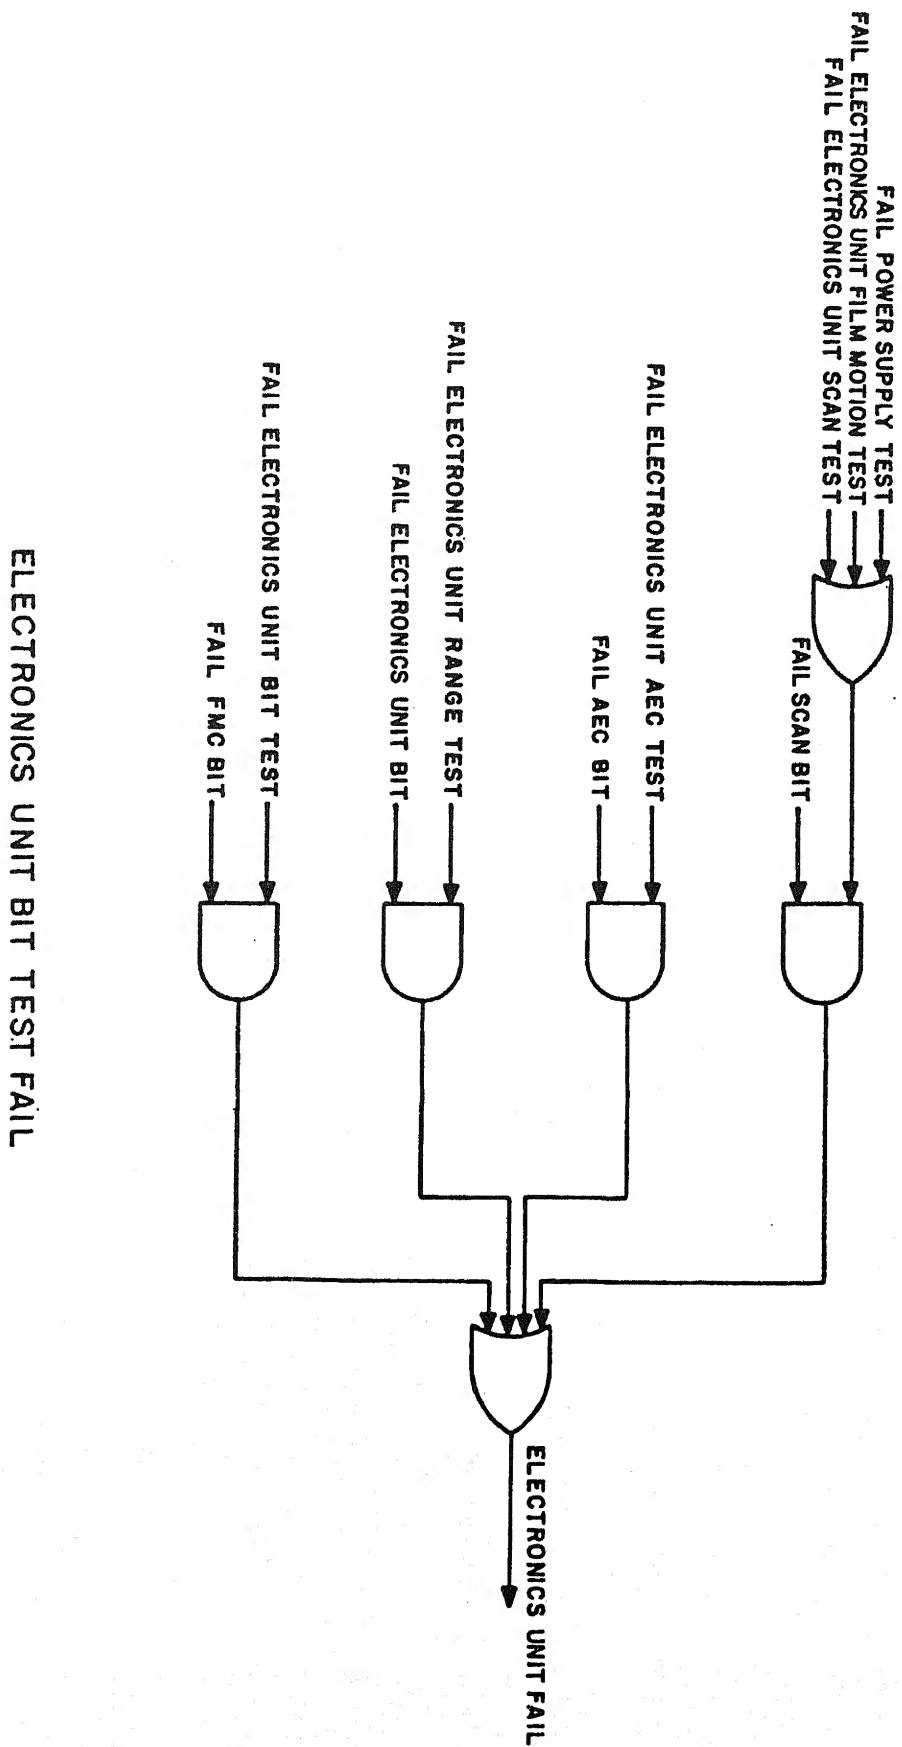 FAIL POWER SUPPLY TEST
FAIL ELECTRONICS UNIT FILM MOTION TEST
FAIL ELECTRONICS UNIT SCAN TEST
FAIL SCAN BIT
FAIL ELECTRONICS UNIT AEC TEST
FAIL AEC BIT
FAIL ELECTRONICS UNIT RANGE TEST
FAIL ELECTRONICS UNIT BIT
FAIL ELECTRONICS UNIT BIT TEST
FAIL FMC BIT
ELECTRONICS UNIT FAIL
ELECTRONICS UNIT BIT TEST FAIL